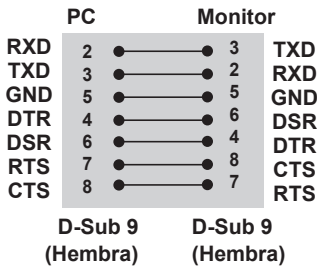 PC Monitor
RXD 2 3 TXD
TXD 3 2 RXD
GND 5 5 GND
DTR 4 6 DSR
DSR 6 4 DTR
RTS 7 8 CTS
CTS 8 7 RTS
D-Sub 9 D-Sub 9
(Hembra) (Hembra)